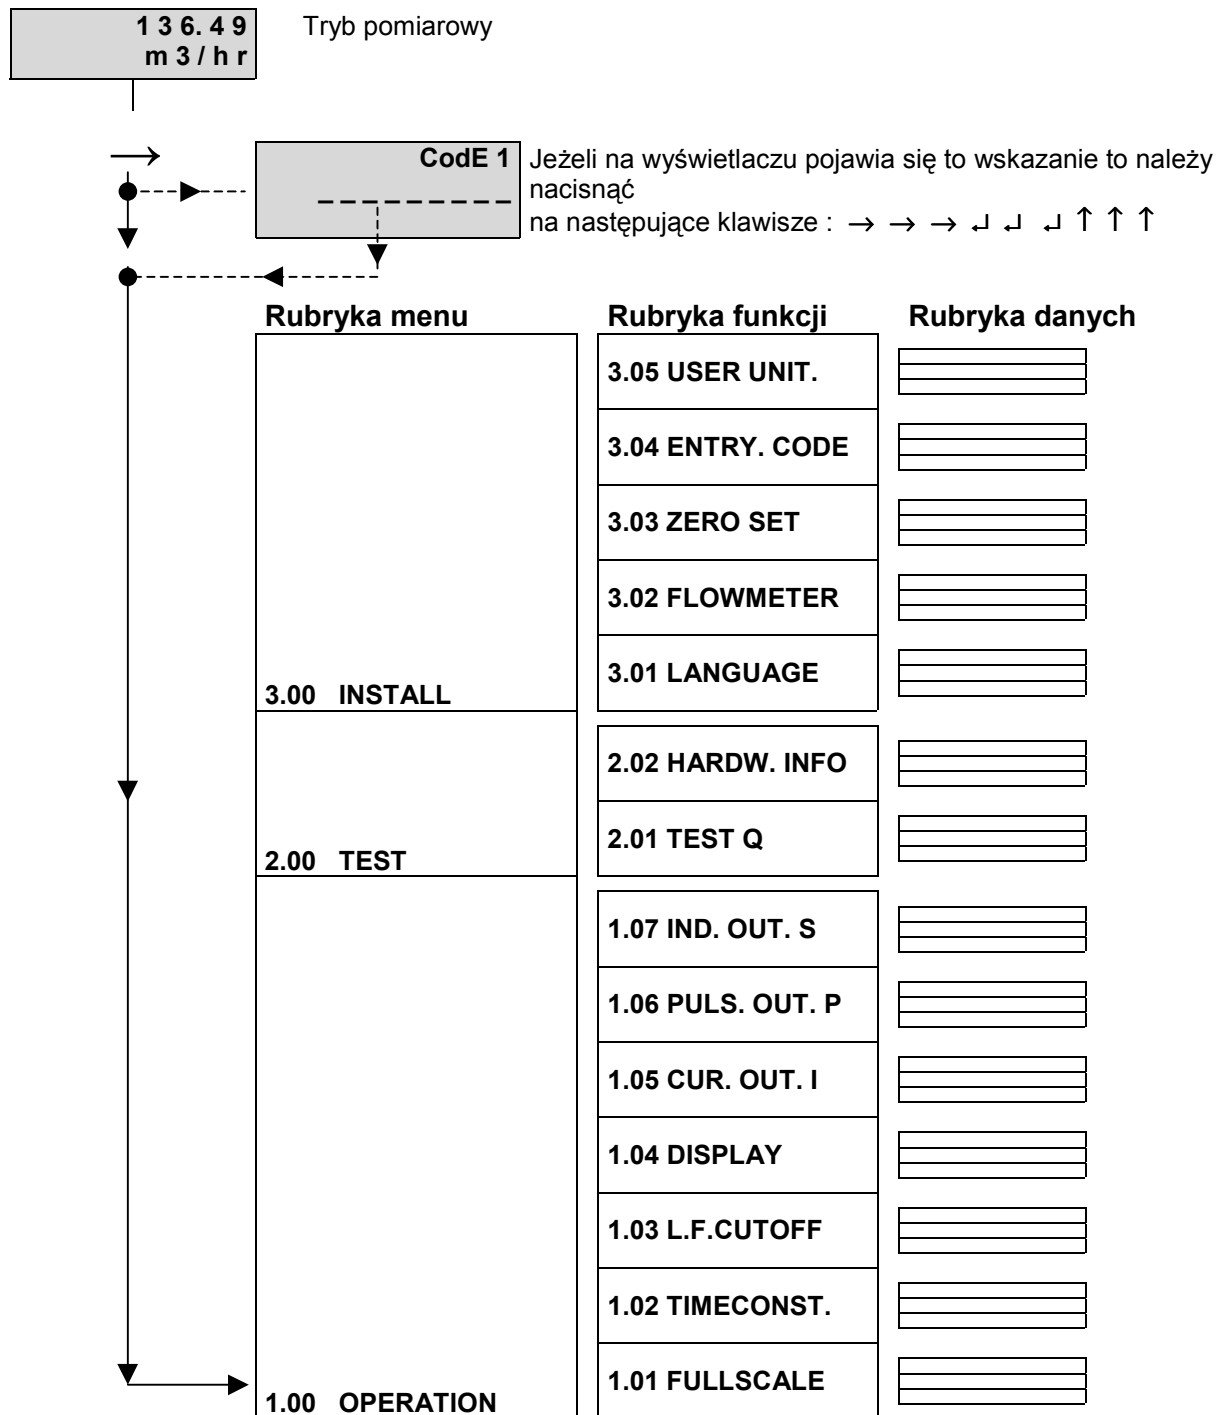 1 3 6. 4 9 Tryb pomiarowy
m 3 / h r
→
CodE 1 Jeżeli na wyświetlaczu pojawia się to wskazanie to należy
nacisnąć
_ _ _ _ _ _ _ _ _
na następujące klawisze : → → → ↵ ↵ ↵ ↑ ↑ ↑
Rubryka menu Rubryka funkcji Rubryka danych
3.05 USER UNIT.
3.04 ENTRY. CODE
3.03 ZERO SET
3.02 FLOWMETER
3.01 LANGUAGE
3.00 INSTALL
2.02 HARDW. INFO
2.01 TEST Q
2.00 TEST
1.07 IND. OUT. S
1.06 PULS. OUT. P
1.05 CUR. OUT. I
1.04 DISPLAY
1.03 L.F.CUTOFF
1.02 TIMECONST.
1.01 FULLSCALE
1.00 OPERATION